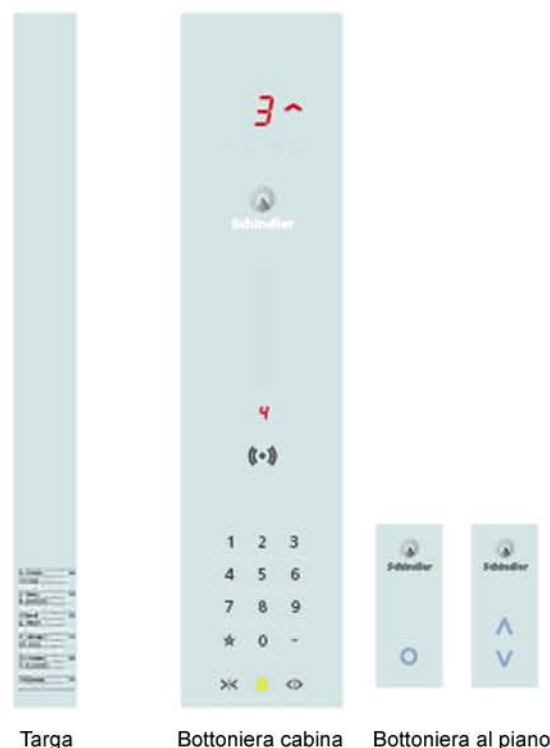 3
Schindler
4
1 2 3
4 5 6
7 8 9
* 0 -
Schindler
Schindler
Targa
Bottoniera cabina
Bottoniera al piano